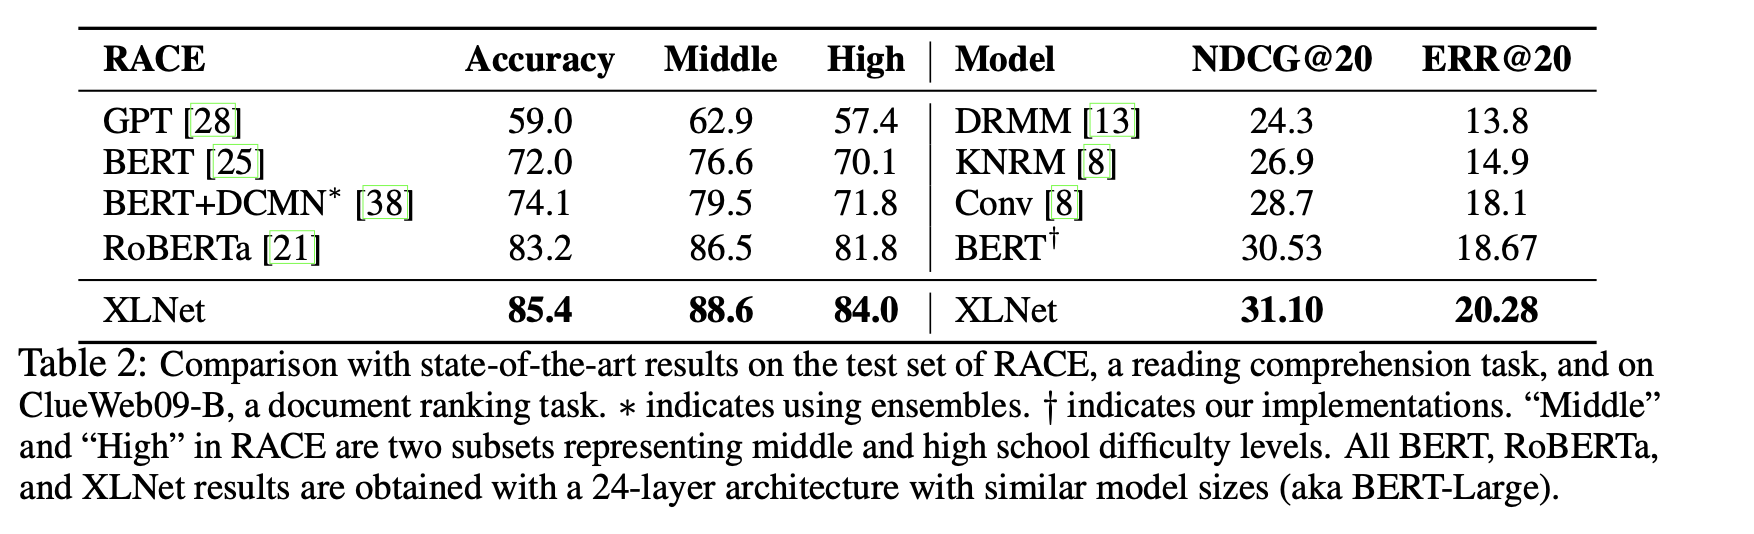 RACE Accuracy Middle High Model NDCG@20 ERR@20
GPT [28] 59.0 62.9 57.4 DRMM [13] 24.3 13.8
BERT [25] 72.0 76.6 70.1 KNRM [8] 26.9 14.9
BERT+DCMN* [38] 74.1 79.5 71.8 Conv [8] 28.7 18.1
RoBERTa [21] 83.2 86.5 81.8 BERT† 30.53 18.67
XLNet 85.4 88.6 84.0 XLNet 31.10 20.28
Table 2: Comparison with state-of-the-art results on the test set of RACE, a reading comprehension task, and on
ClueWeb09-B, a document ranking task. ∗ indicates using ensembles. † indicates our implementations. “Middle”
and “High” in RACE are two subsets representing middle and high school difficulty levels. All BERT, RoBERTa,
and XLNet results are obtained with a 24-layer architecture with similar model sizes (aka BERT-Large).